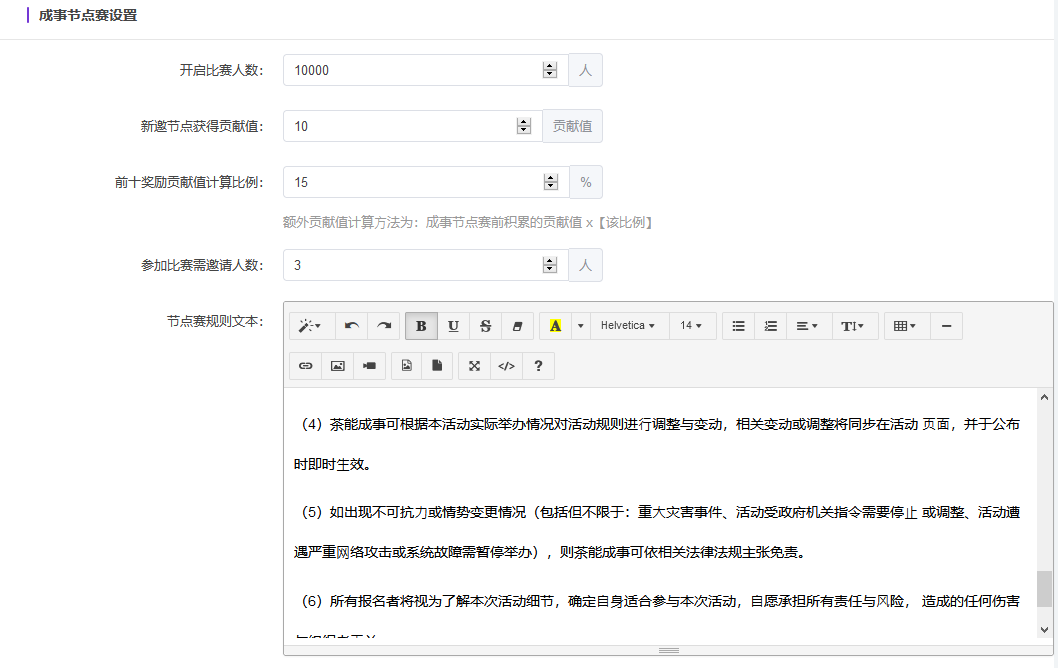 成事节点赛设置
开启比赛人数: 10000 人
新邀节点获得贡献值: 10 贡献值
前十奖励贡献值计算比例: 15 %
额外贡献值计算方法为：成事节点赛前积累的贡献值 x【该比例】
参加比赛需邀请人数: 3 人
节点赛规则文本:
B U S A Helvetica 14 T
</> ?
（4）茶能成事可根据本活动实际举办情况对活动规则进行调整与变动，相关变动或调整将同步在活动 页面，并于公布
时即时生效。
（5）如出现不可抗力或情势变更情况（包括但不限于：重大灾害事件、活动受政府机关指令需要停止 或调整、活动遭
遇严重网络攻击或系统故障需暂停举办），则茶能成事可依相关法律法规主张免责。
（6）所有报名者将视为了解本次活动细节，确定自身适合参与本次活动，自愿承担所有责任与风险， 造成的任何伤害